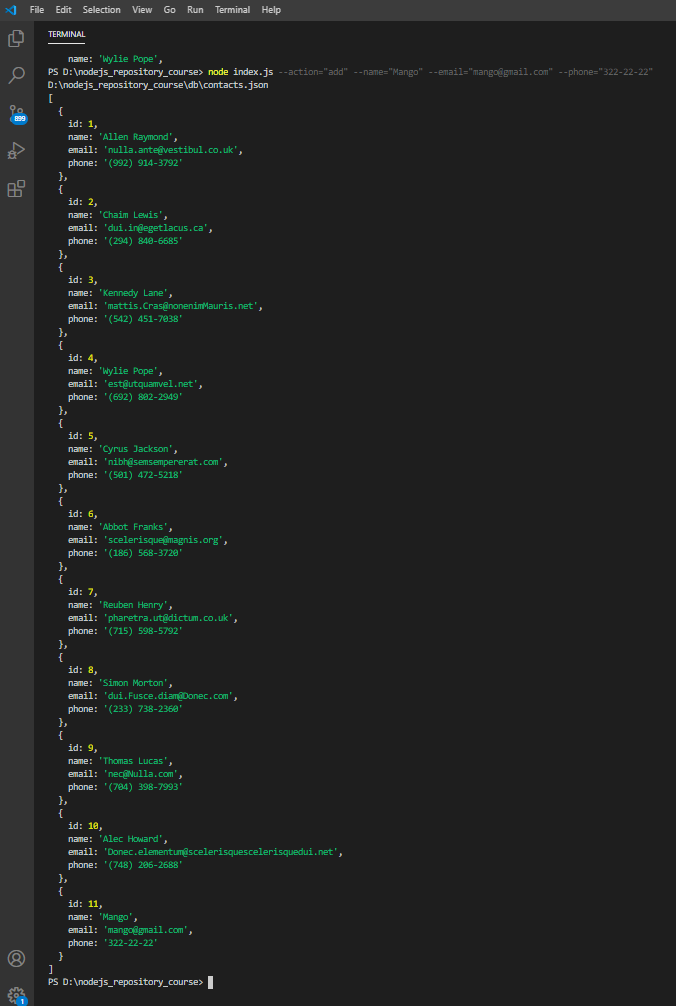 File Edit Selection View Go Run Terminal Help
TERMINAL
name: 'Wylie Pope',
PS D:\nodejs_repository_course> node index.js --action="add" --name="Mango" --email="mango@gmail.com" --phone="322-22-22"
D:\nodejs_repository_course\db\contacts.json
[
{
id: 1,
name: 'Allen Raymond',
email: 'nulla.ante@vestibul.co.uk',
phone: '(992) 914-3792'
},
{
id: 2,
name: 'Chaim Lewis',
email: 'dui.in@egetlacus.ca',
phone: '(294) 840-6685'
},
{
id: 3,
name: 'Kennedy Lane',
email: 'mattis.Cras@nonenimMauris.net',
phone: '(542) 451-7038'
},
{
id: 4,
name: 'Wylie Pope',
email: 'est@utquamvel.net',
phone: '(692) 802-2949'
},
{
id: 5,
name: 'Cyrus Jackson',
email: 'nibh@semsempererat.com',
phone: '(501) 472-5218'
},
{
id: 6,
name: 'Abbot Franks',
email: 'scelerisque@magnis.org',
phone: '(186) 568-3720'
},
{
id: 7,
name: 'Reuben Henry',
email: 'pharetra.ut@dictum.co.uk',
phone: '(715) 598-5792'
},
{
id: 8,
name: 'Simon Morton',
email: 'dui.Fusce.diam@Donec.com',
phone: '(233) 738-2360'
},
{
id: 9,
name: 'Thomas Lucas',
email: 'nec@Nulla.com',
phone: '(704) 398-7993'
},
{
id: 10,
name: 'Alec Howard',
email: 'Donec.elementum@scelerisquescelerisquedui.net',
phone: '(748) 206-2688'
},
{
id: 11,
name: 'Mango',
email: 'mango@gmail.com',
phone: '322-22-22'
}
]
PS D:\nodejs_repository_course>
899
1